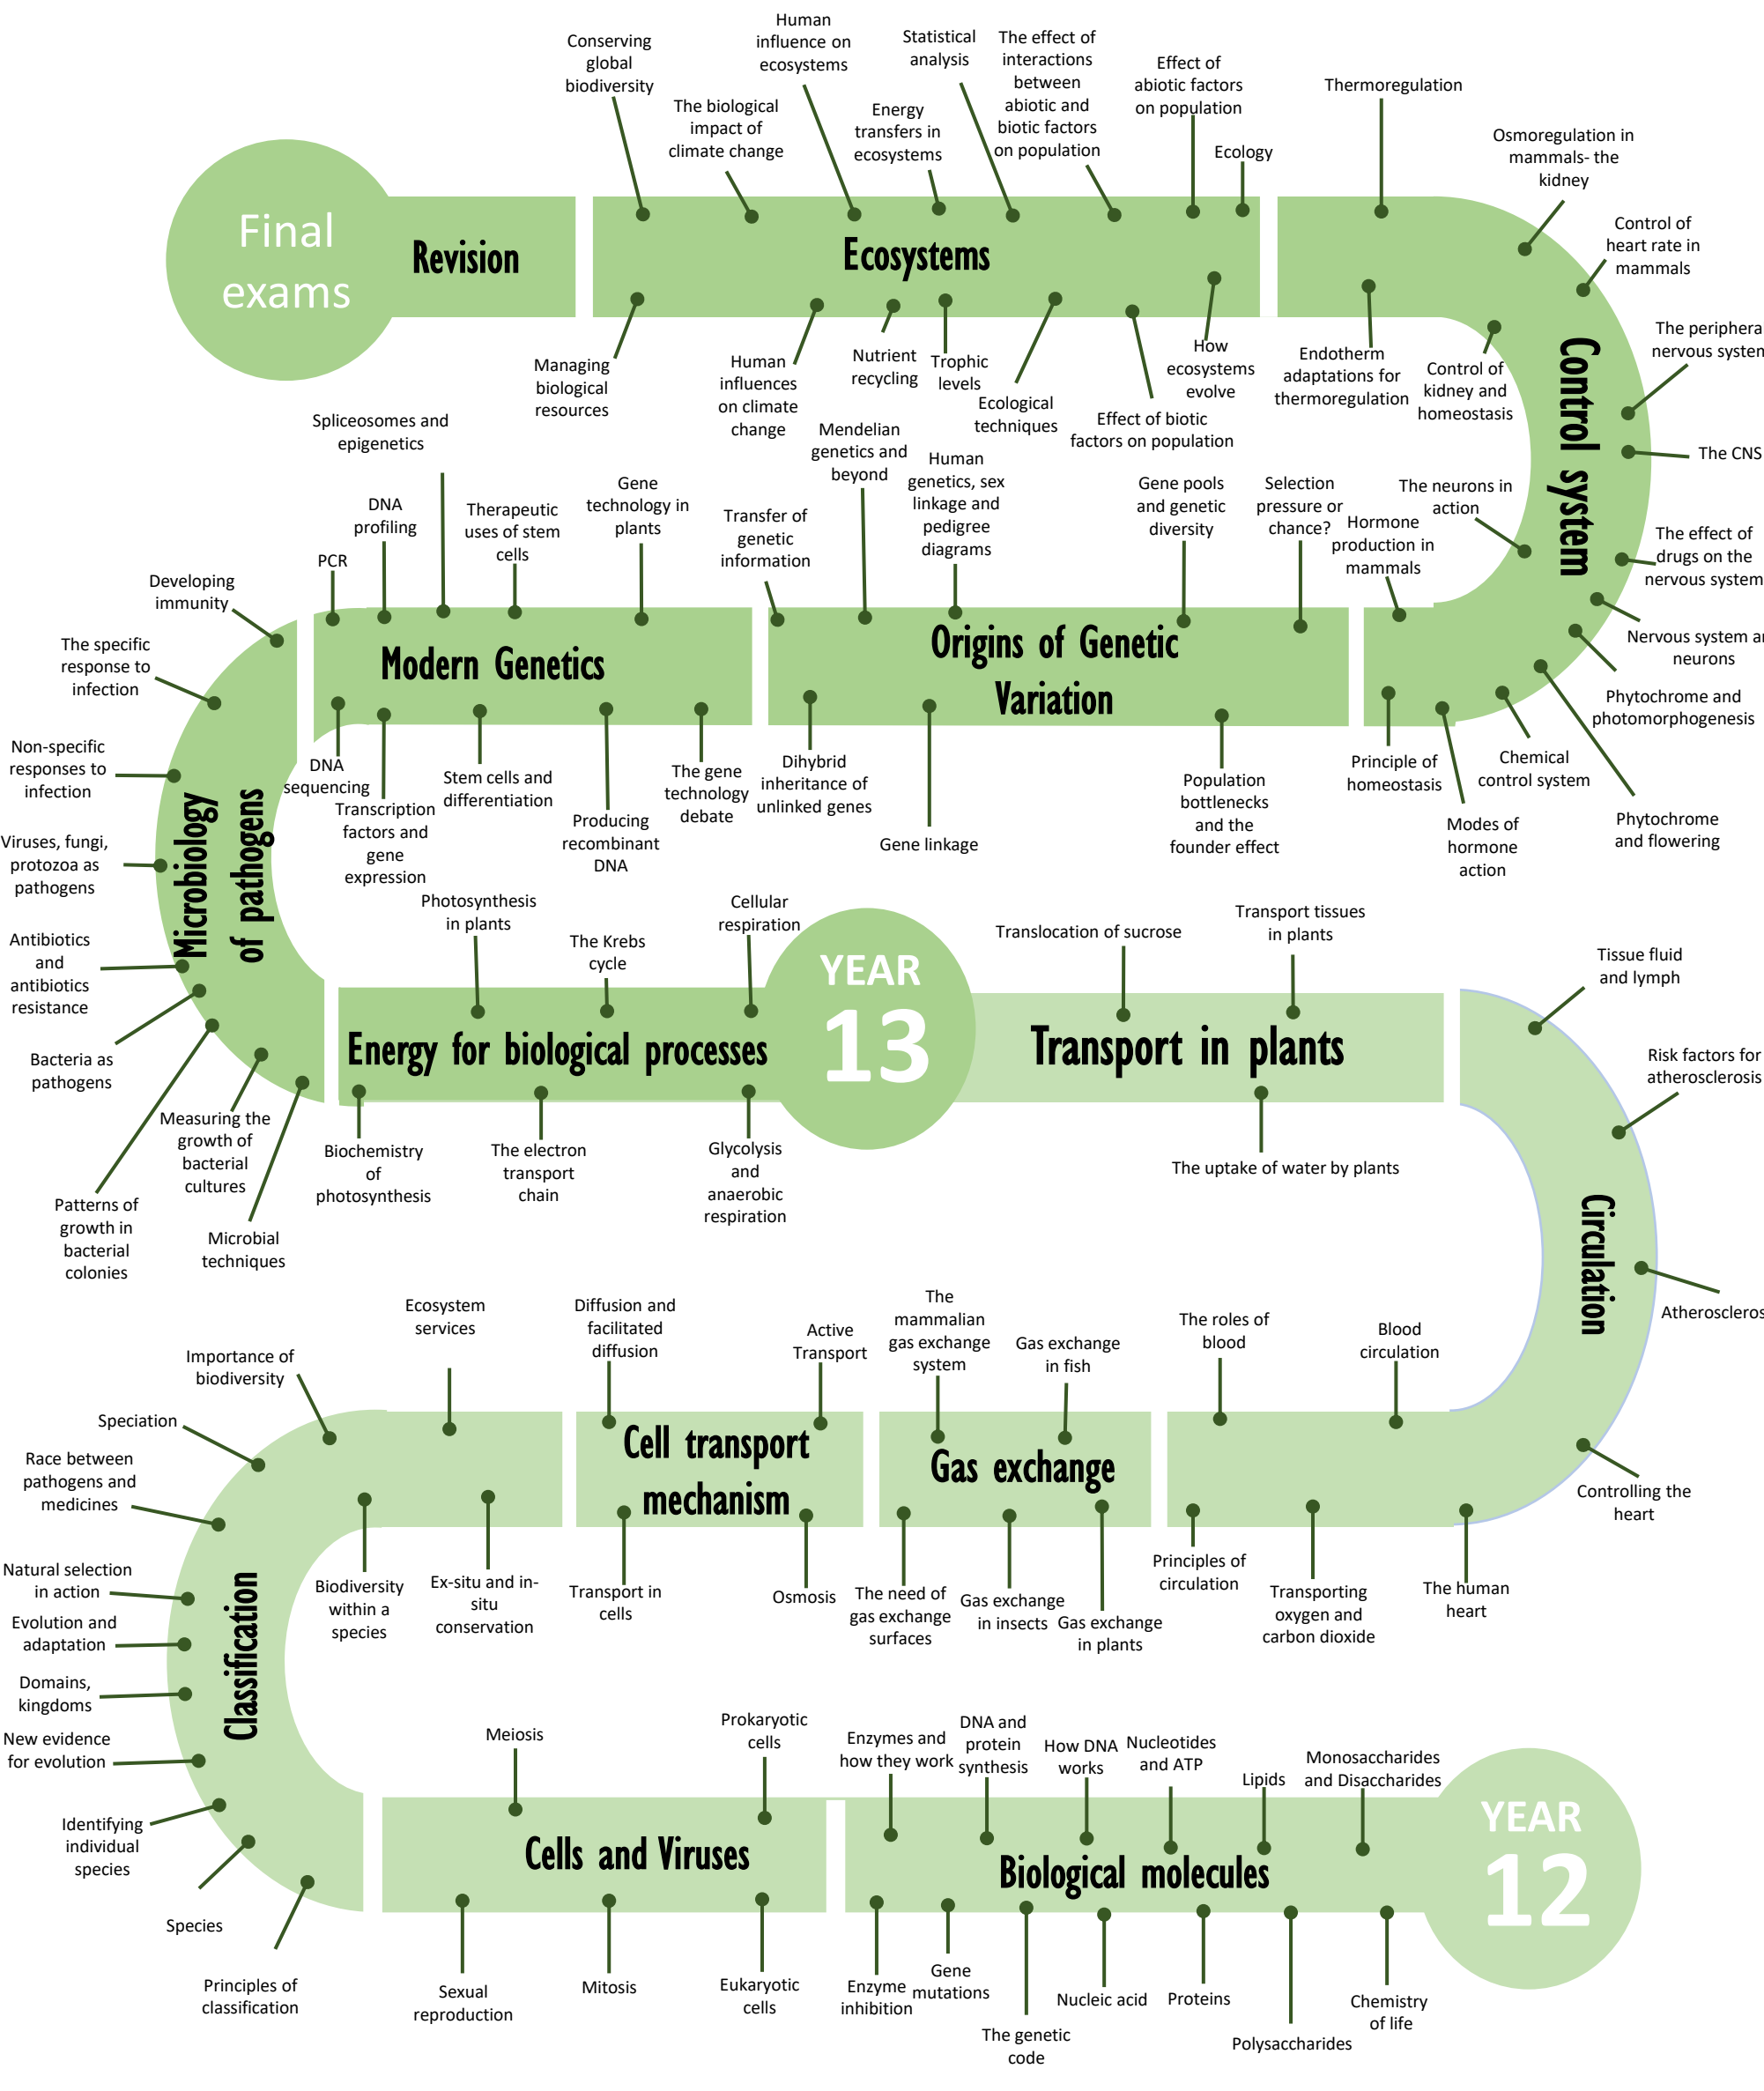 Human
influence on
ecosystems
Conserving
global
biodiversity
Statistical
analysis
The effect of
interactions
between
abiotic and
biotic factors
on population
Effect of
abiotic factors
on population
Thermoregulation
The biological
impact of
climate change
Energy
transfers in
ecosystems
Ecology
Osmoregulation in
mammals- the
kidney
Control of
heart rate in
mammals
Final
exams
Revision
Ecosystems
Control system
The periphera
nervous system
Managing
biological
resources
Human
influences
on climate
change
Nutrient
recycling
Trophic
levels
Ecological
techniques
Effect of biotic
factors on population
How
ecosystems
evolve
Endotherm
adaptations for
thermoregulation
Control of
kidney and
homeostasis
The CNS
Spliceosomes and
epigenetics
DNA
profiling
PCR
Therapeutic
uses of stem
cells
Gene
technology in
plants
Transfer of
genetic
information
Mendelian
genetics and
beyond
Human
genetics, sex
linkage and
pedigree
diagrams
Gene pools
and genetic
diversity
Selection
pressure or
chance?
Hormone
production in
mammals
The neurons in
action
The effect of
drugs on the
nervous system
Nervous system an
neurons
Phytochrome and
photomorphogenesis
Developing
immunity
The specific
response to
infection
Non-specific
responses to
infection
Viruses, fungi,
protozoa as
pathogens
Antibiotics
and
antibiotics
resistance
Bacteria as
pathogens
Modern Genetics
Origins of Genetic
Variation
Microbiology
of pathogens
DNA
sequencing
Transcription
factors and
gene
expression
Stem cells and
differentiation
Producing
recombinant
DNA
The gene
technology
debate
Dihybrid
inheritance of
unlinked genes
Gene linkage
Population
bottlenecks
and the
founder effect
Principle of
homeostasis
Modes of
hormone
action
Chemical
control system
Phytochrome
and flowering
Photosynthesis
in plants
The Krebs
cycle
Cellular
respiration
YEAR
13
Translocation of sucrose
Transport tissues
in plants
Tissue fluid
and lymph
Risk factors for
atherosclerosis
Energy for biological processes
Transport in plants
Measuring the
growth of
bacterial
cultures
Patterns of
growth in
bacterial
colonies
Microbial
techniques
Biochemistry
of
photosynthesis
The electron
transport
chain
Glycolysis
and
anaerobic
respiration
The uptake of water by plants
Circulation
Atheroscleros
Ecosystem
services
Importance of
biodiversity
Diffusion and
facilitated
diffusion
Active
Transport
The
mammalian
gas exchange
system
Gas exchange
in fish
The roles of
blood
Blood
circulation
Controlling the
heart
Speciation
Race between
pathogens and
medicines
Natural selection
in action
Evolution and
adaptation
Domains,
kingdoms
New evidence
for evolution
Identifying
individual
species
Species
Principles of
classification
Cell transport
mechanism
Gas exchange
Classification
Biodiversity
within a
species
Ex-situ and in-
situ
conservation
Transport in
cells
Osmosis
The need of
gas exchange
surfaces
Gas exchange
in insects
Gas exchange
in plants
Principles of
circulation
Transporting
oxygen and
carbon dioxide
The human
heart
Meiosis
Prokaryotic
cells
Enzymes and
how they work
DNA and
protein
synthesis
How DNA
works
Nucleotides
and ATP
Lipids
Monosaccharides
and Disaccharides
YEAR
12
Cells and Viruses
Biological molecules
Sexual
reproduction
Mitosis
Eukaryotic
cells
Enzyme
inhibition
Gene
mutations
The genetic
code
Nucleic acid
Proteins
Polysaccharides
Chemistry
of life